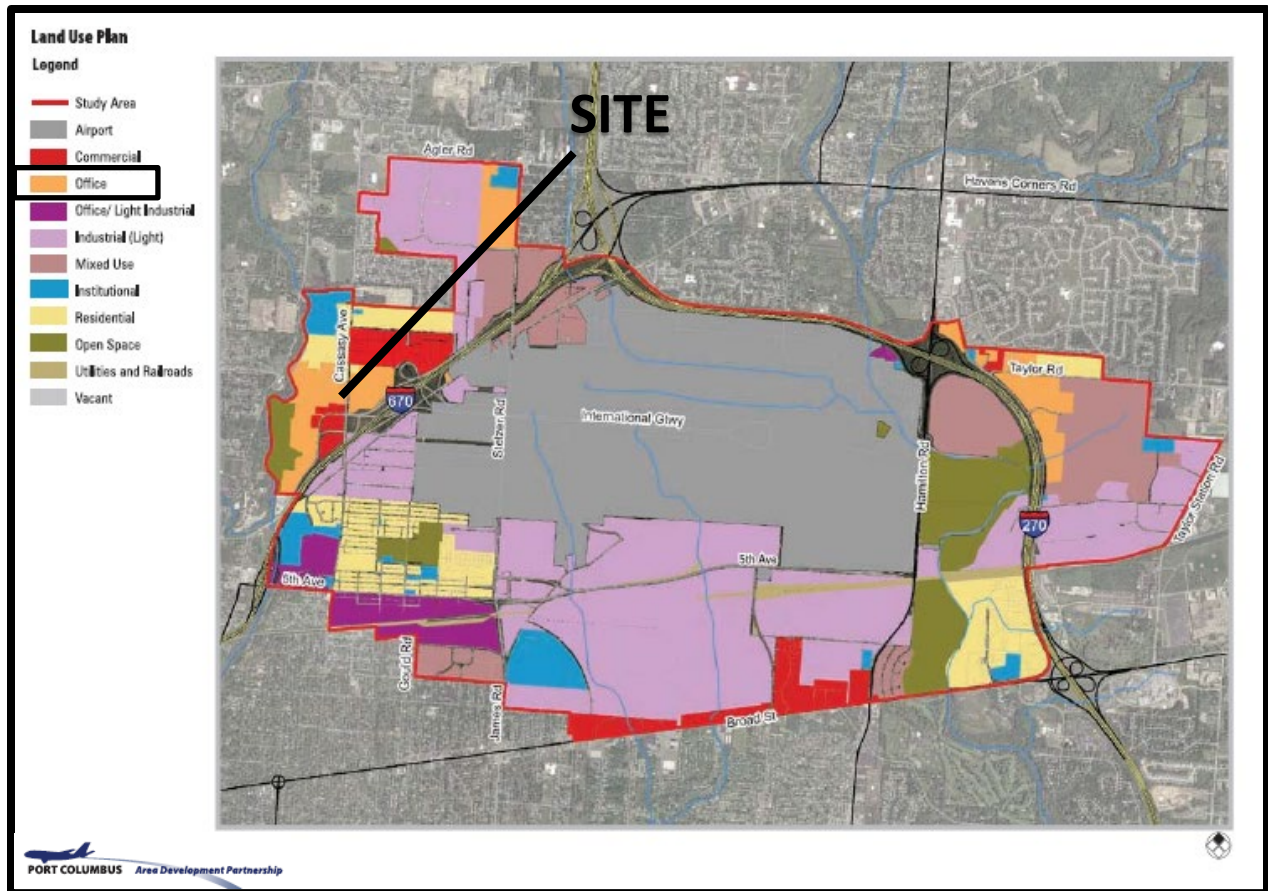 Land Use Plan
Legend
Study Area
Airport
Commercial
Office
Office/ Light Industrial
Industrial (Light)
Mixed Use
Institutional
Residential
Open Space
Utilities and Railroads
Vacant
SITE
Agler Rd
Havens Corners Rd
Cassady Ave
Taylor Rd
670
Stelzer Rd
International Gtwy
Hamilton Rd
Taylor Station Rd
270
5th Ave
5th Ave
Gould Rd
James Rd
Broad St
PORT COLUMBUS Area Development Partnership